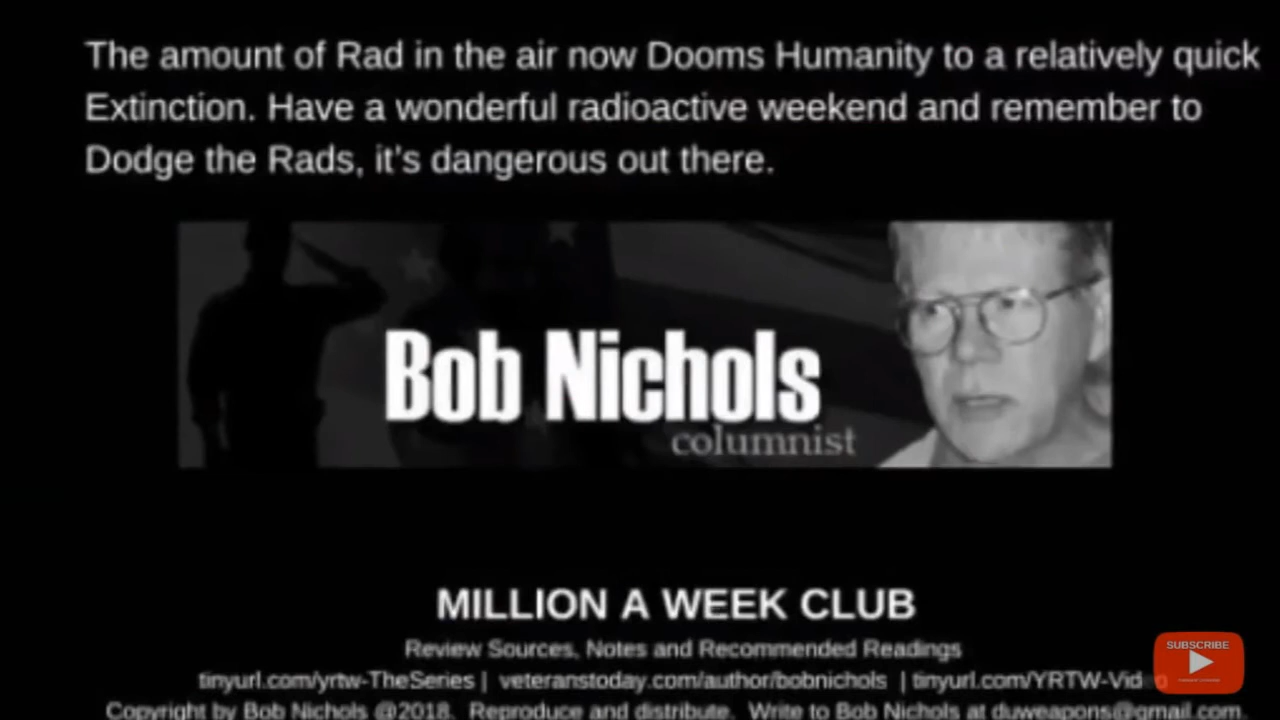 The amount of Rad in the air now Dooms Humanity to a relatively quick
Extinction. Have a wonderful radioactive weekend and remember to
Dodge the Rads, it's dangerous out there.
Bob Nichols
columnist
MILLION A WEEK CLUB
Review Sources, Notes and Recommended Readings
tinyurl.com/yrtw-TheSeries | veteranstoday.com/author/bobnichols | tinyurl.com/YRTW-Video
Copyright by Bob Nichols @2018. Reproduce and distribute. Write to Bob Nichols at duweapons@gmail.com.
SUBSCRIBE